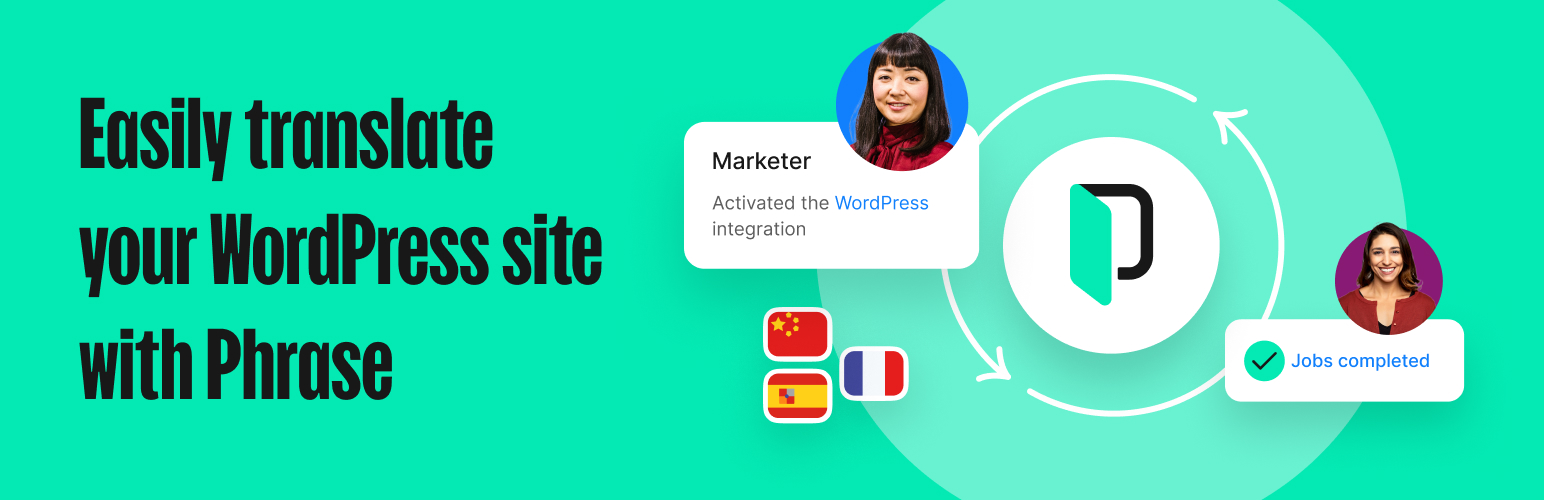 Easily translate
your WordPress site
with Phrase
Marketer
Activated the WordPress
integration
Jobs completed